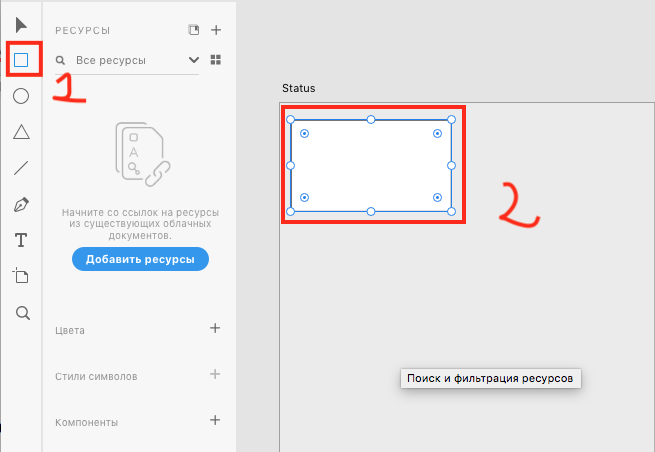 РЕСУРСЫ
Все ресурсы
1
Status
2
Начните со ссылок на ресурсы
из существующих облачных
документов.
Добавить ресурсы
Цвета
Поиск и фильтрация ресурсов
Стили символов
Компоненты